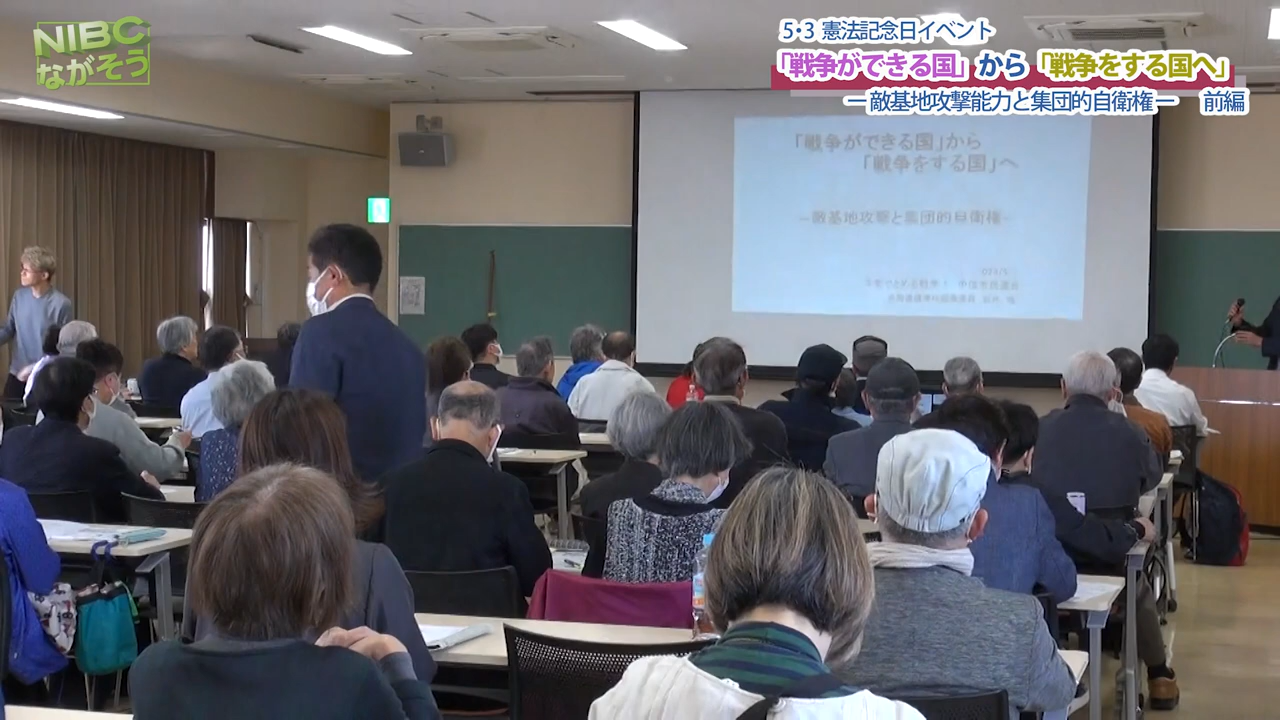 NIBC
ながそう
5・3 憲法記念日イベント
「戦争ができる国」から「戦争をする国へ」
ー敵基地攻撃能力と集団的自衛権ー 前編
「戦争ができる国」から
「戦争をする国」へ
－敵基地攻撃と集団的自衛権－